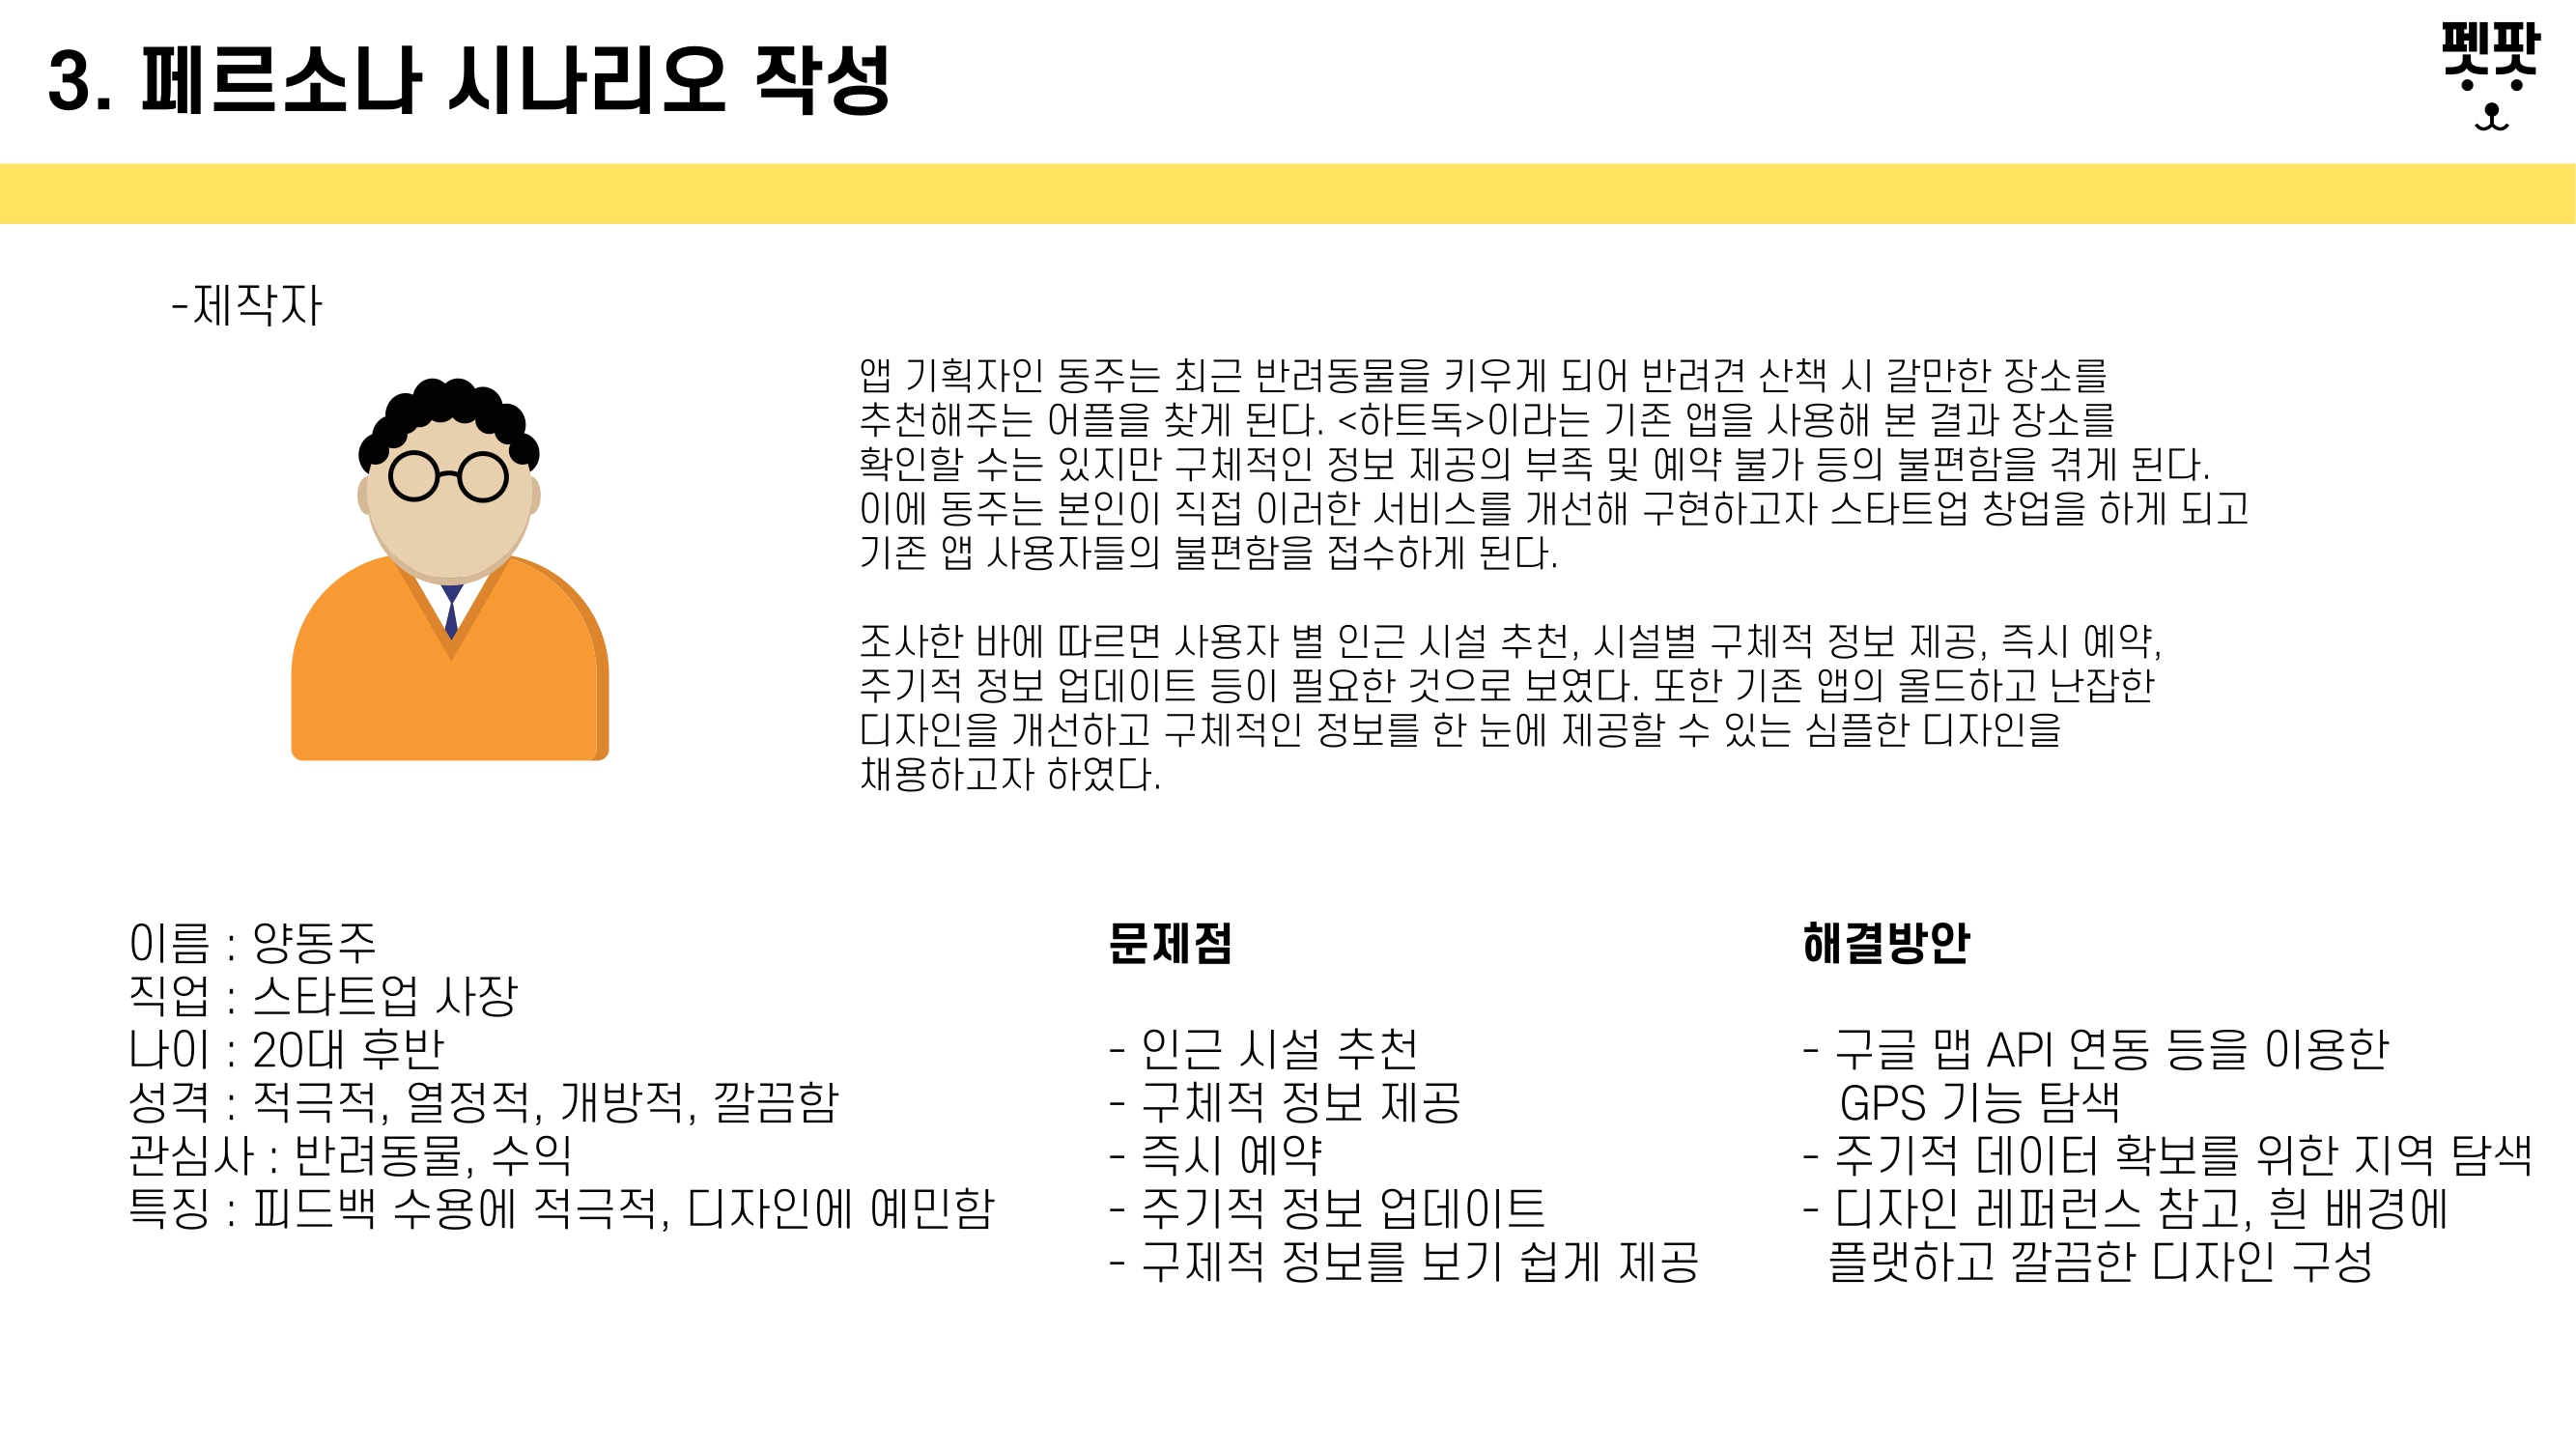 3. 페르소나 시나리오 작성
펫팟
-제작자
앱 기획자인 동주는 최근 반려동물을 키우게 되어 반려견 산책 시 갈만한 장소를
추천해주는 어플을 찾게 된다. <하트독>이라는 기존 앱을 사용해 본 결과 장소를
확인할 수는 있지만 구체적인 정보 제공의 부족 및 예약 불가 등의 불편함을 겪게 된다.
이에 동주는 본인이 직접 이러한 서비스를 개선해 구현하고자 스타트업 창업을 하게 되고
기존 앱 사용자들의 불편함을 접수하게 된다.
조사한 바에 따르면 사용자 별 인근 시설 추천, 시설별 구체적 정보 제공, 즉시 예약,
주기적 정보 업데이트 등이 필요한 것으로 보였다. 또한 기존 앱의 올드하고 난잡한
디자인을 개선하고 구체적인 정보를 한 눈에 제공할 수 있는 심플한 디자인을
채용하고자 하였다.
이름 : 양동주
직업 : 스타트업 사장
나이 : 20대 후반
성격 : 적극적, 열정적, 개방적, 깔끔함
관심사 : 반려동물, 수익
특징 : 피드백 수용에 적극적, 디자인에 예민함
문제점
- 인근 시설 추천
- 구체적 정보 제공
- 즉시 예약
- 주기적 정보 업데이트
- 구제적 정보를 보기 쉽게 제공
해결방안
- 구글 맵 API 연동 등을 이용한
GPS 기능 탐색
- 주기적 데이터 확보를 위한 지역 탐색
- 디자인 레퍼런스 참고, 흰 배경에
플랫하고 깔끔한 디자인 구성